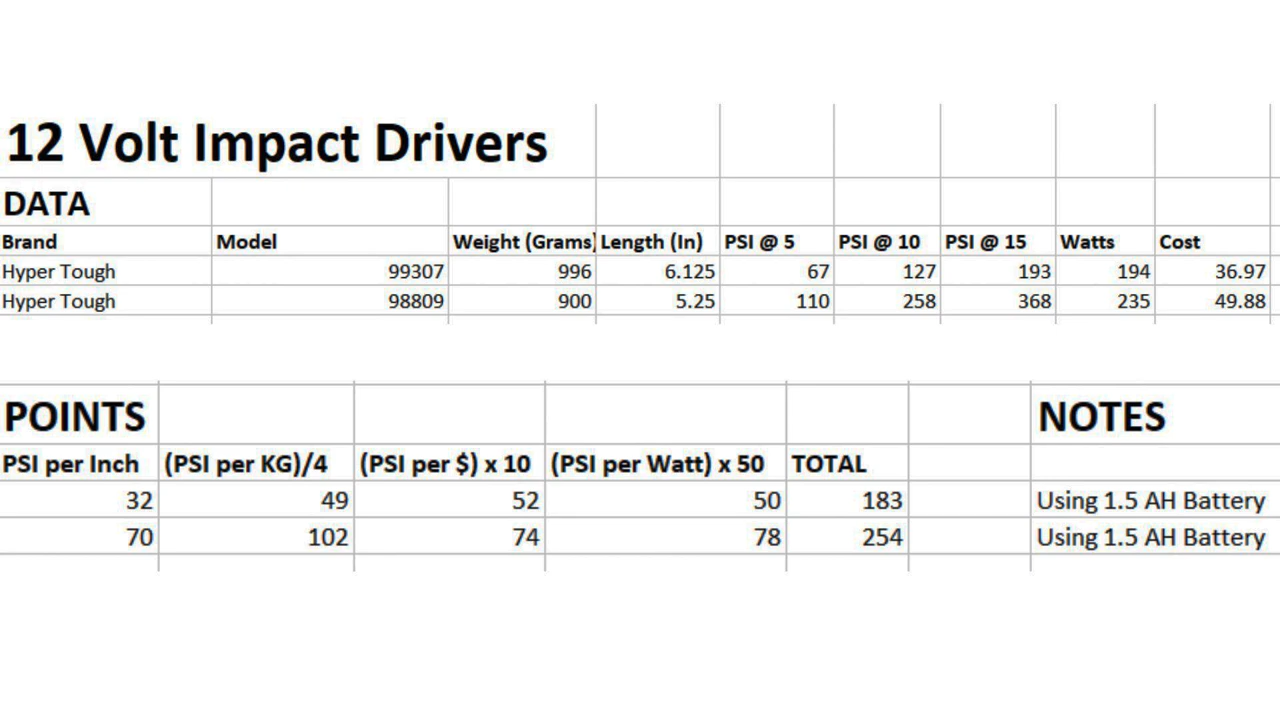 12 Volt Impact Drivers
DATA
Brand Model Weight (Grams) Length (In) PSI @ 5 PSI @ 10 PSI @ 15 Watts Cost
Hyper Tough 99307 996 6.125 67 127 193 194 36.97
Hyper Tough 98809 900 5.25 110 258 368 235 49.88
POINTS NOTES
PSI per Inch (PSI per KG)/4 (PSI per $) x 10 (PSI per Watt) x 50 TOTAL
32 49 52 50 183 Using 1.5 AH Battery
70 102 74 78 254 Using 1.5 AH Battery